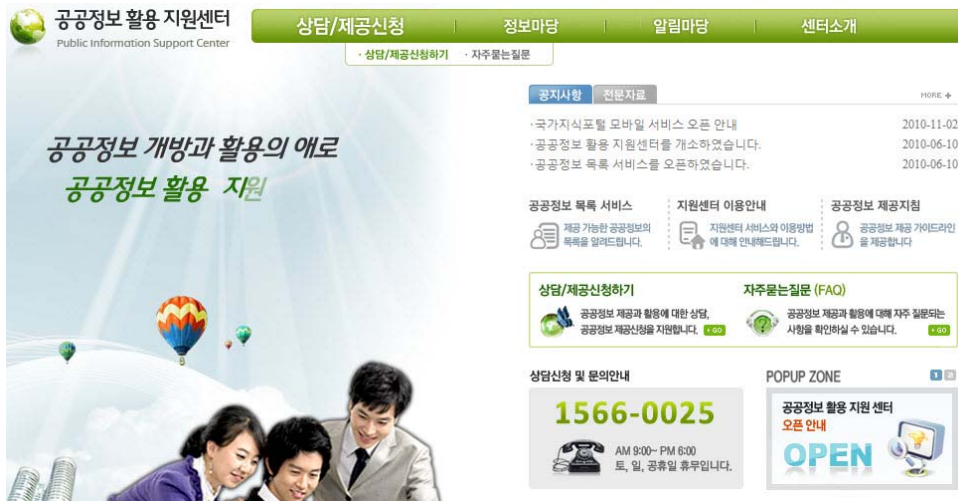 공공정보 활용 지원센터
Public Information Support Center
상담/제공신청
정보마당
알림마당
센터소개
· 상담/제공신청하기 · 자주묻는질문
공공정보 개방과 활용의 애로
공공정보 활용 지원
공지사항
전문자료
MORE +
·국가지식포털 모바일 서비스 오픈 안내 2010-11-02
·공공정보 활용 지원센터를 개소하였습니다. 2010-06-10
·공공정보 목록 서비스를 오픈하였습니다. 2010-06-10
공공정보 목록 서비스
제공 가능한 공공정보의
목록을 알려드립니다.
지원센터 이용안내
지원센터 서비스와 이용방법
에 대해 안내해드립니다.
공공정보 제공지침
공공정보 제공 가이드라인
을 제공합니다
상담/제공신청하기
공공정보 제공과 활용에 대한 상담,
공공정보 제공신청을 지원합니다. GO
자주묻는질문 (FAQ)
공공정보 제공과 활용에 대해 자주 질문되는
사항을 확인하실 수 있습니다. GO
상담신청 및 문의안내
1566-0025
AM 9:00~ PM 6:00
토, 일, 공휴일 휴무입니다.
POPUP ZONE 1 2
공공정보 활용 지원 센터
오픈 안내
OPEN